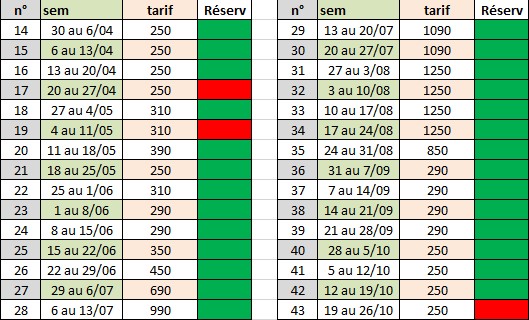 n° sem tarif Réserv n° sem tarif Réserv
14 30 au 6/04 250 29 13 au 20/07 1090
15 6 au 13/04 250 30 20 au 27/07 1090
16 13 au 20/04 250 31 27 au 3/08 1250
17 20 au 27/04 250 32 3 au 10/08 1250
18 27 au 4/05 310 33 10 au 17/08 1250
19 4 au 11/05 310 34 17 au 24/08 1250
20 11 au 18/05 390 35 24 au 31/08 850
21 18 au 25/05 250 36 31 au 7/09 290
22 25 au 1/06 310 37 7 au 14/09 290
23 1 au 8/06 290 38 14 au 21/09 290
24 8 au 15/06 290 39 21 au 28/09 290
25 15 au 22/06 350 40 28 au 5/10 250
26 22 au 29/06 450 41 5 au 12/10 250
27 29 au 6/07 690 42 12 au 19/10 250
28 6 au 13/07 990 43 19 au 26/10 250